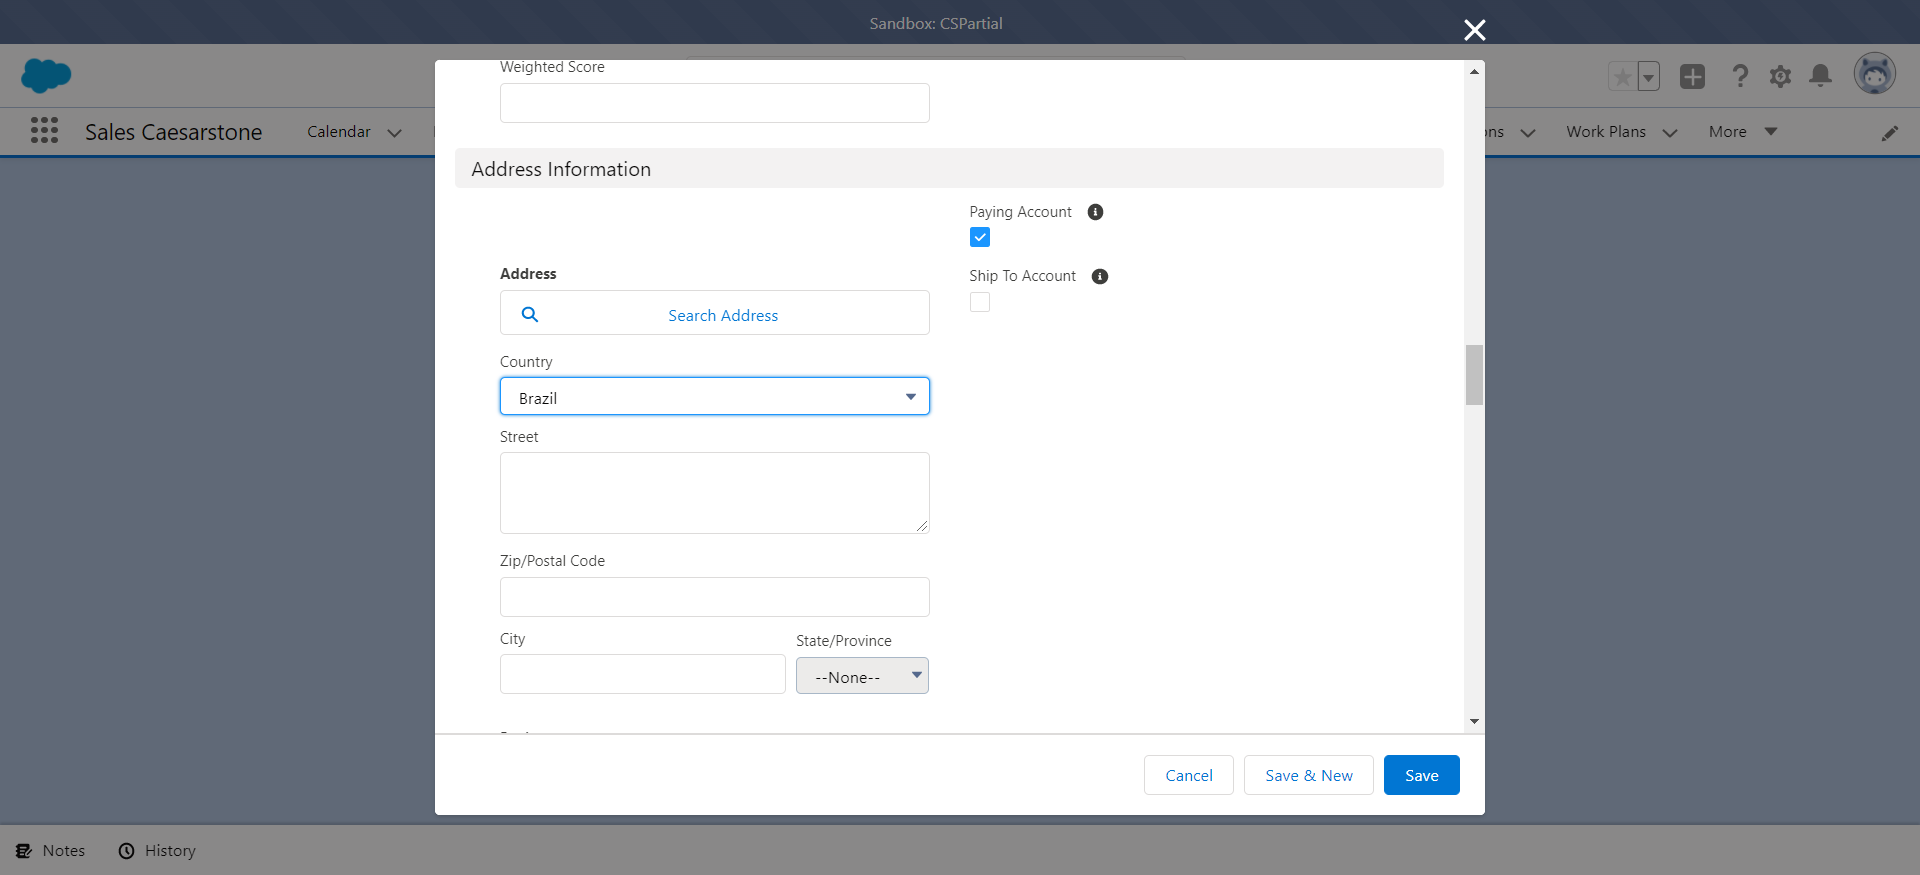 Sandbox: CSPartial
Sales Caesarstone
Calendar
ons
Work Plans
More
Weighted Score
Address Information
Paying Account
Ship To Account
Address
Search Address
Country
Brazil
Street
Zip/Postal Code
City
State/Province
--None--
Cancel
Save & New
Save
Notes
History